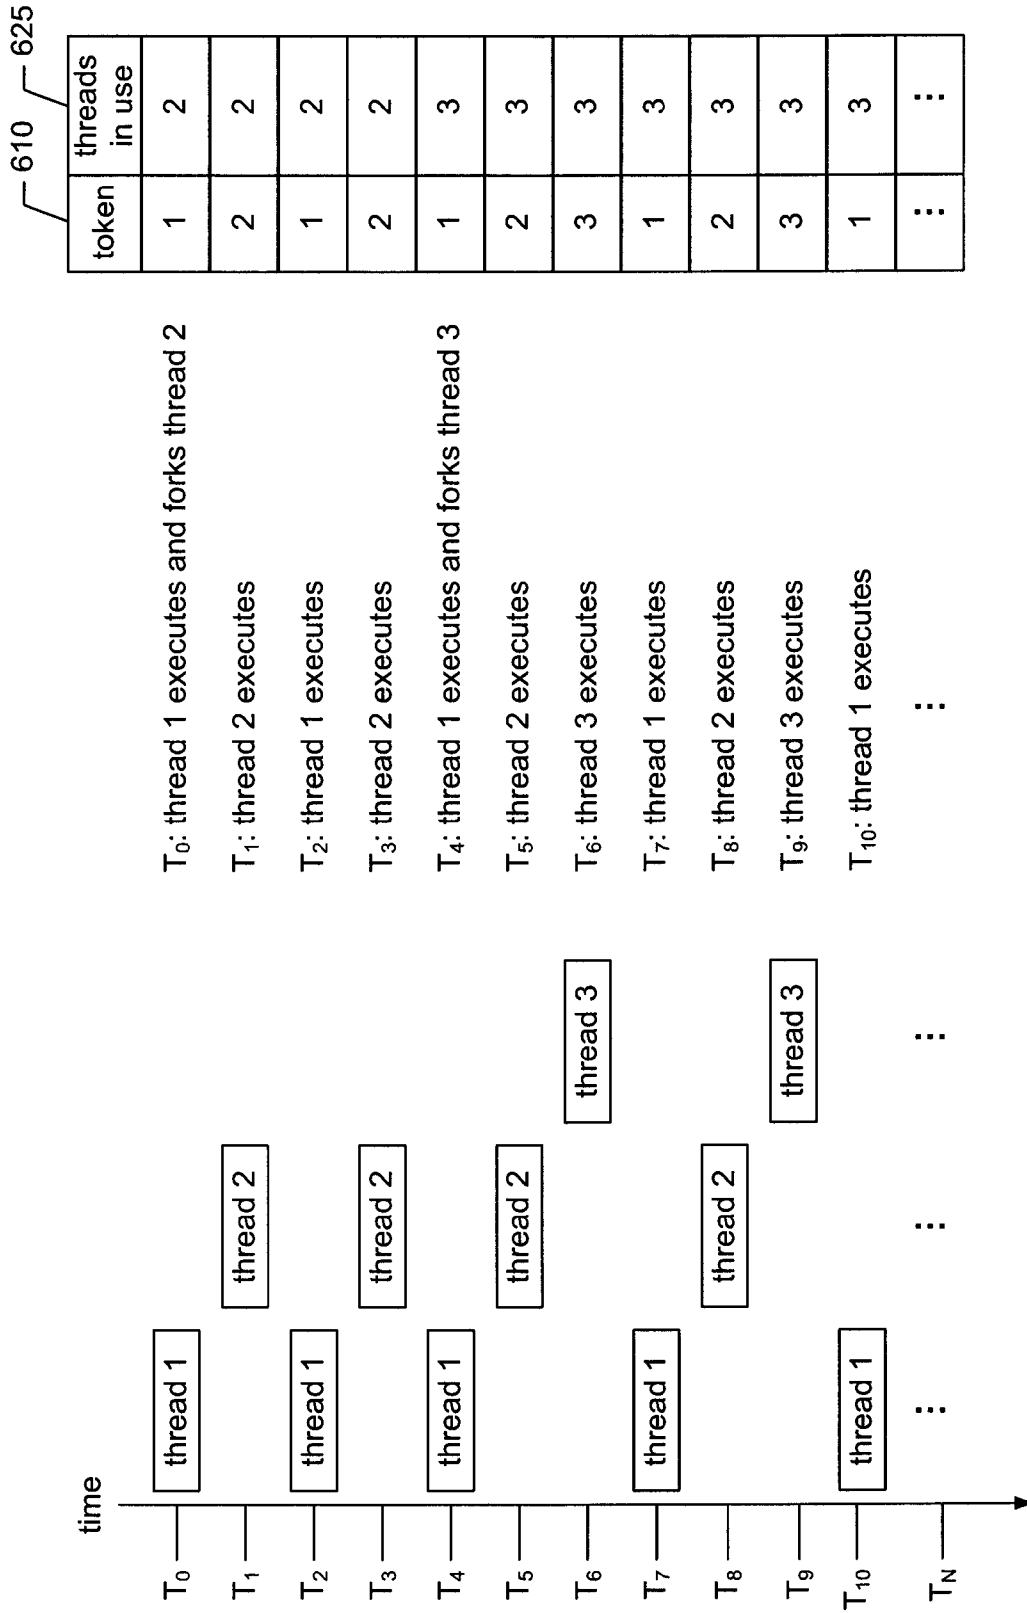 610
625
time
token
threads
in use
T0
thread 1
T0: thread 1 executes and forks thread 2
1
2
T1
thread 2
T1: thread 2 executes
2
2
T2
thread 1
T2: thread 1 executes
1
2
T3
thread 2
T3: thread 2 executes
2
2
T4
thread 1
T4: thread 1 executes and forks thread 3
1
3
T5
thread 2
T5: thread 2 executes
2
3
T6
thread 3
T6: thread 3 executes
3
3
T7
thread 1
T7: thread 1 executes
1
3
T8
thread 2
T8: thread 2 executes
2
3
T9
thread 3
T9: thread 3 executes
3
3
T10
thread 1
T10: thread 1 executes
1
3
TN
...
...
...
...
...
...